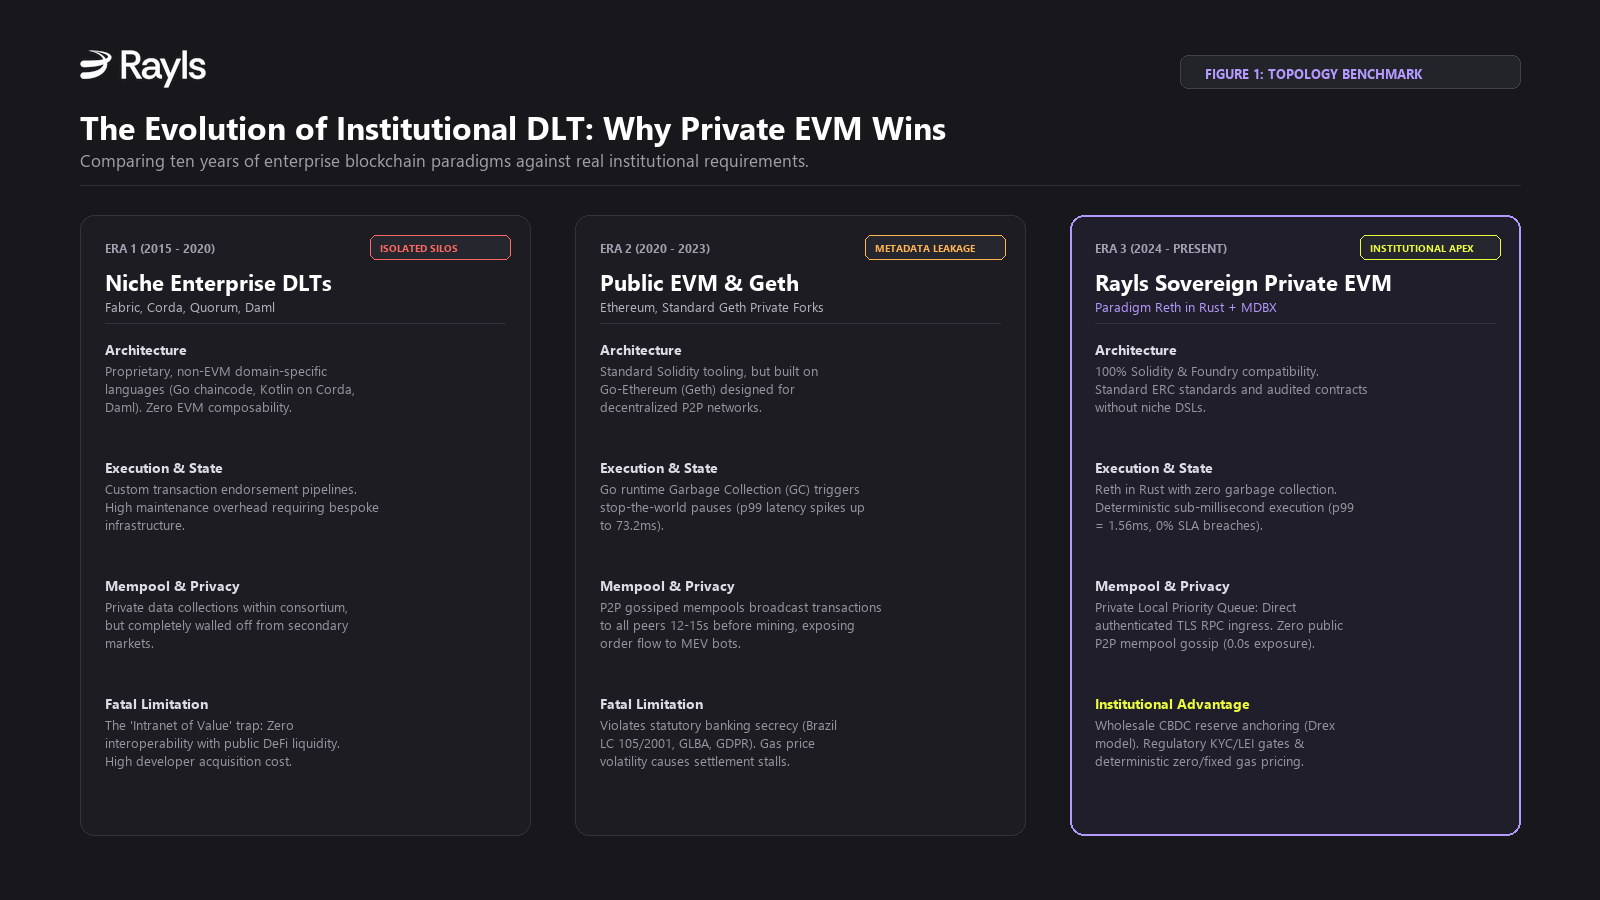 Rayls
FIGURE 1: TOPOLOGY BENCHMARK
The Evolution of Institutional DLT: Why Private EVM Wins
Comparing ten years of enterprise blockchain paradigms against real institutional requirements.
ERA 1 (2015 - 2020)
ISOLATED SILOS
Niche Enterprise DLTs
Fabric, Corda, Quorum, Daml
Architecture
Proprietary, non-EVM domain-specific
languages (Go chaincode, Kotlin on Corda,
Daml). Zero EVM composability.
Execution & State
Custom transaction endorsement pipelines.
High maintenance overhead requiring bespoke
infrastructure.
Mempool & Privacy
Private data collections within consortium,
but completely walled off from secondary
markets.
Fatal Limitation
The 'Intranet of Value' trap: Zero
interoperability with public DeFi liquidity.
High developer acquisition cost.
ERA 2 (2020 - 2023)
METADATA LEAKAGE
Public EVM & Geth
Ethereum, Standard Geth Private Forks
Architecture
Standard Solidity tooling, but built on
Go-Ethereum (Geth) designed for
decentralized P2P networks.
Execution & State
Go runtime Garbage Collection (GC) triggers
stop-the-world pauses (p99 latency spikes up
to 73.2ms).
Mempool & Privacy
P2P gossiped mempools broadcast transactions
to all peers 12-15s before mining, exposing
order flow to MEV bots.
Fatal Limitation
Violates statutory banking secrecy (Brazil
LC 105/2001, GLBA, GDPR). Gas price
volatility causes settlement stalls.
ERA 3 (2024 - PRESENT)
INSTITUTIONAL APEX
Rayls Sovereign Private EVM
Paradigm Reth in Rust + MDBX
Architecture
100% Solidity & Foundry compatibility.
Standard ERC standards and audited contracts
without niche DSLs.
Execution & State
Reth in Rust with zero garbage collection.
Deterministic sub-millisecond execution (p99
= 1.56ms, 0% SLA breaches).
Mempool & Privacy
Private Local Priority Queue: Direct
authenticated TLS RPC ingress. Zero public
P2P mempool gossip (0.0s exposure).
Institutional Advantage
Wholesale CBDC reserve anchoring (Drex
model). Regulatory KYC/LEI gates &
deterministic zero/fixed gas pricing.